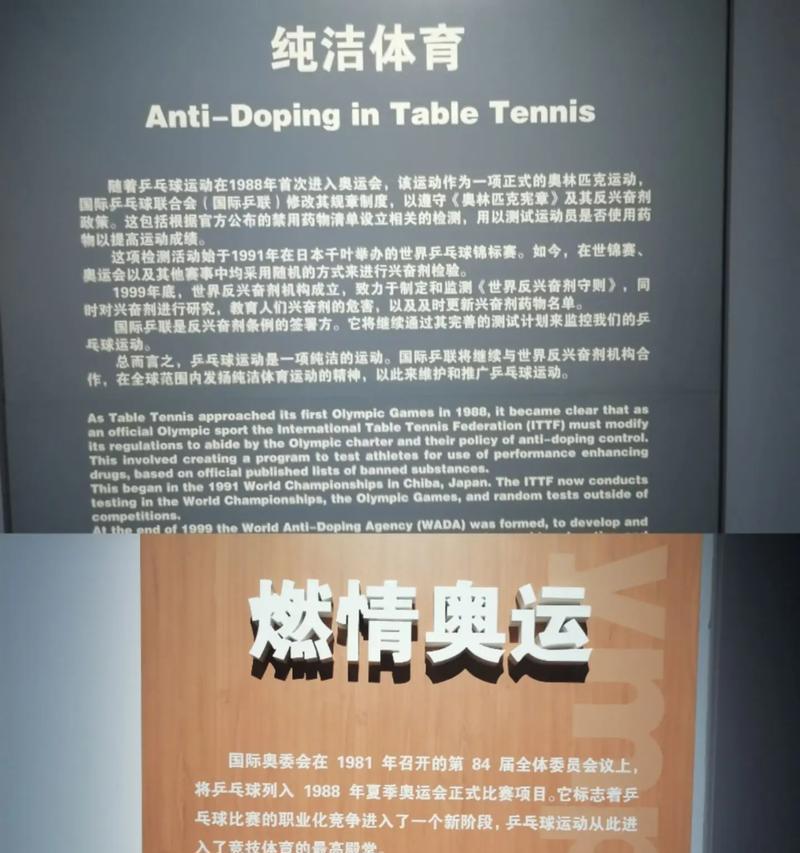 纯洁体育
Anti-Doping in Table Tennis
随着乒乓球运动在1988年首次进入奥运会，该运动作为一项正式的奥林匹克运动，
国际乒乓球联合会（国际乒联）修改其规章制度，以遵守《奥林匹克宪章》及其反兴奋剂
政策。这包括根据官方公布的禁用药物清单设立相关的检测，用以测试运动员是否使用药
物以提高运动成绩。
这项检测活动始于1991年在日本千叶举办的世界乒乓球锦标赛。如今，在世锦赛、
奥运会以及其他赛事中均采用随机的方式来进行兴奋剂检验。
1999年底，世界反兴奋剂机构成立，致力于制定和监测《世界反兴奋剂守则》，同
时对兴奋剂进行研究，教育人们兴奋剂的危害，以及及时更新兴奋剂药物名单。
国际乒联是反兴奋剂条例的签署方。它将继续通过其完善的测试计划来监控我们的乒
乓球运动。
总而言之，乒乓球运动是一项纯洁的运动。国际乒联将继续与世界反兴奋剂机构合
作，在全球范围内发扬纯洁体育运动的精神，以此来维护和推广乒乓球运动。
As Table Tennis approached its first Olympic Games in 1988, it became clear that as
an official Olympic sport the International Table Tennis Federation (ITTF) must modify
its regulations to abide by the Olympic charter and their policy of anti-doping control.
This involved creating a program to test athletes for use of performance enhancing
drugs, based on official published lists of banned substances.
This began in the 1991 World Championships in Chiba, Japan. The ITTF now conducts
testing in the World Championships, the Olympic Games, and random tests outside of
competitions.
At the end of 1999 the World Anti-Doping Agency (WADA) was formed, to develop and
燃情奥运
国际奥委会在 1981 年召开的第 84 届全体委员会议上，
将乒乓球列入 1988 年夏季奥运会正式比赛项目。它标志着乒
乓球比赛的职业化竞争进入了一个新阶段，乒乓球运动从此进
入了竞技体育的最高殿堂。